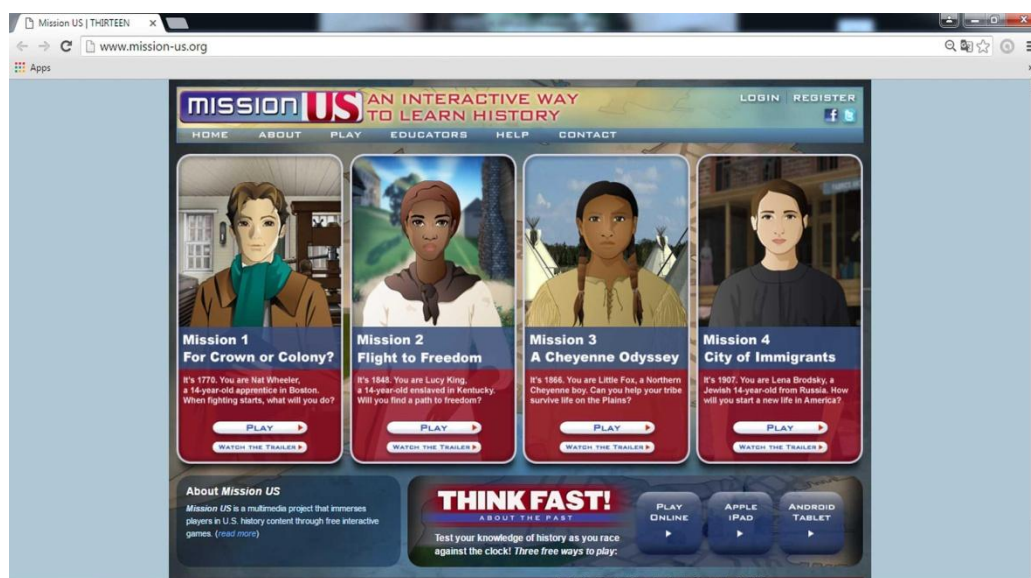 Mission US | THIRTEEN
www.mission-us.org
Apps
mission US
AN INTERACTIVE WAY
TO LEARN HISTORY
LOGIN REGISTER
HOME ABOUT PLAY EDUCATORS HELP CONTACT
Mission 1
For Crown or Colony?
It's 1770. You are Nat Wheeler,
a 14-year-old apprentice in Boston.
When fighting starts, what will you do?
PLAY
WATCH THE TRAILER
Mission 2
Flight to Freedom
It's 1848. You are Lucy King,
a 14-year-old enslaved in Kentucky.
Will you find a path to freedom?
PLAY
WATCH THE TRAILER
Mission 3
A Cheyenne Odyssey
It's 1866. You are Little Fox, a Northern
Cheyenne boy. Can you help your tribe
survive life on the Plains?
PLAY
WATCH THE TRAILER
Mission 4
City of Immigrants
It's 1907. You are Lena Brodsky, a
Jewish 14-year-old from Russia. How
will you start a new life in America?
PLAY
WATCH THE TRAILER
About Mission US
Mission US is a multimedia project that immerses
players in U.S. history content through free interactive
games. (read more)
THINK FAST!
ABOUT THE PAST
Test your knowledge of history as you race
against the clock! Three free ways to play:
PLAY
ONLINE
APPLE
iPAD
ANDROID
TABLET